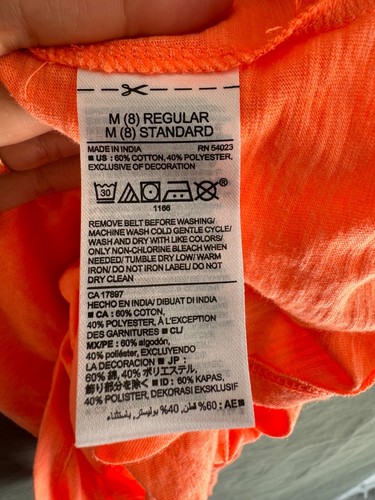 M (8) REGULAR
M (8) STANDARD
MADE IN INDIA RN 54023
■ US : 60% COTTON, 40% POLYESTER,
EXCLUSIVE OF DECORATION
30
®
1166
REMOVE BELT BEFORE WASHING/
MACHINE WASH COLD GENTLE CYCLE/
WASH AND DRY WITH LIKE COLORS/
ONLY NON-CHLORINE BLEACH WHEN
NEEDED/ TUMBLE DRY LOW/ WARM
IRON/ DO NOT IRON LABEL/ DO NOT
DRY CLEAN
CA 17897
HECHO EN INDIA/ DIBUAT DI INDIA
■ CA : 60% COTON,
40% POLYESTER, À L'EXCEPTION
DES GARNITURES ■ CL/
MX/PE : 60% algodón,
40% poliéster, EXCLUYENDO
LA DECORACION ■ JP :
60% 綿, 40% ポリエステル,
飾り部分を除く ■ ID : 60% KAPAS,
40% POLISTER, DEKORASI EKSKLUSIF
■AE : 60% قطن, 40% بوليستر, باستثناء